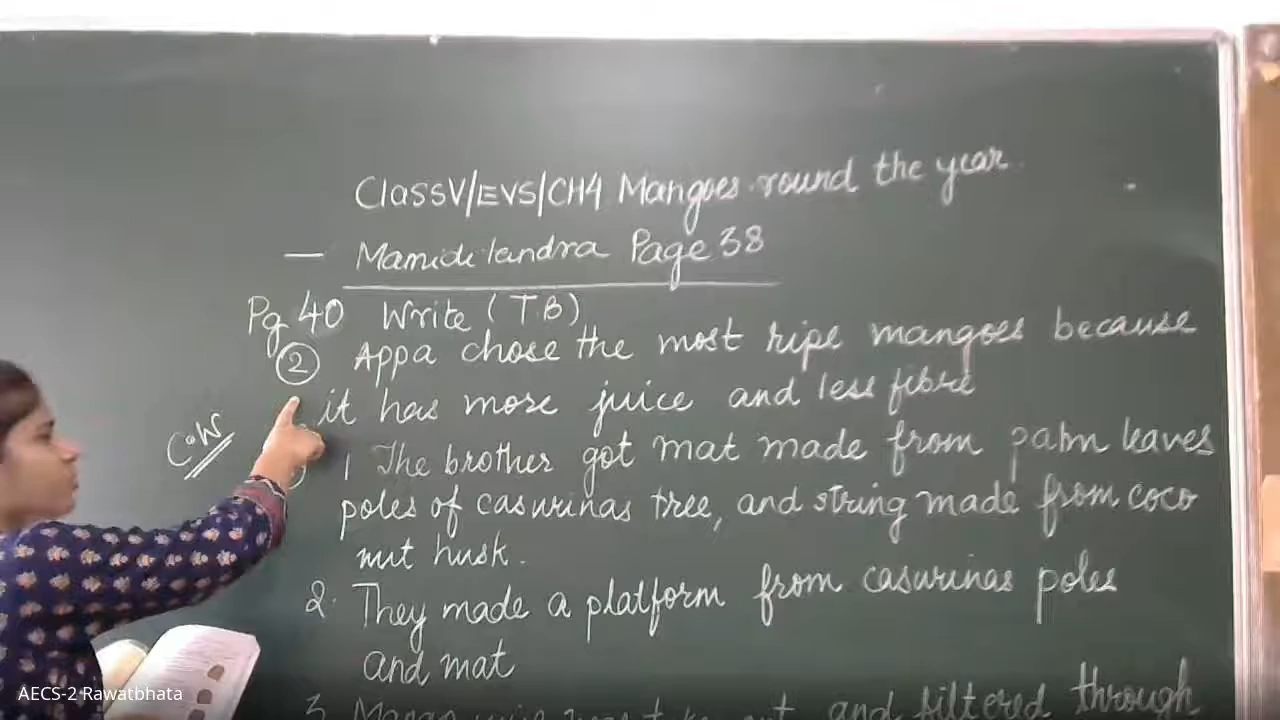 ClassV/EVS/CH4 Mangoes round the year
— Mamidi tandra Page 38
Pg 40 Write (T.B)
② Appa chose the most ripe mangoes because
it has more juice and less fibre
C.W
1 The brother got mat made from palm leaves
poles of casurinas tree, and string made from coco
nut husk.
2. They made a platform from casurinas poles
and mat
3 and filtered through
AECS-2 Rawatbhata